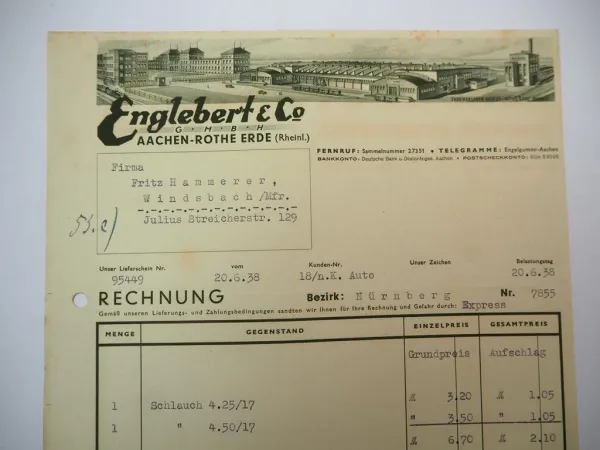 Englebert & Co
G·M·B·H
AACHEN-ROTHE ERDE (Rheinl.)
FERNRUF: Sammelnummer 27351 • TELEGRAMME: Engelgummi-Aachen
BANKKONTO: Deutsche Bank u. Diskontoges. Aachen • POSTSCHECKKONTO: Köln
Firma
Fritz Hammerer,
Windsbach/Mfr.
Julius Streicherstr. 129
Unser Lieferschein Nr. vom Kunden-Nr. Unser Zeichen Belastungstag
95449 20.6.38 18/n.K. Auto 20.6.38
RECHNUNG Bezirk: Nürnberg Nr. 7855
Gemäß unseren Lieferungs- und Zahlungsbedingungen sandten wir Ihnen für Ihre Rechnung und Gefahr durch: Express
MENGE GEGENSTAND EINZELPREIS GESAMTPREIS
Grundpreis Aufschlag
1 Schlauch 4.25/17 3.20 1.05
1 " 4.50/17 " 3.50 " 1.05
6.70 2.10